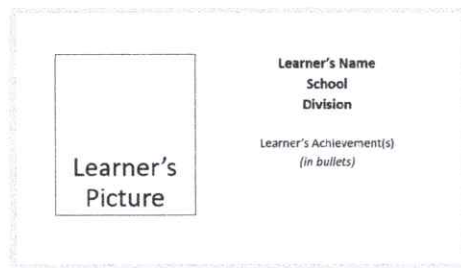 Learner's Picture
Learner's Name
School
Division
Learner's Achievement(s)
(in bullets)